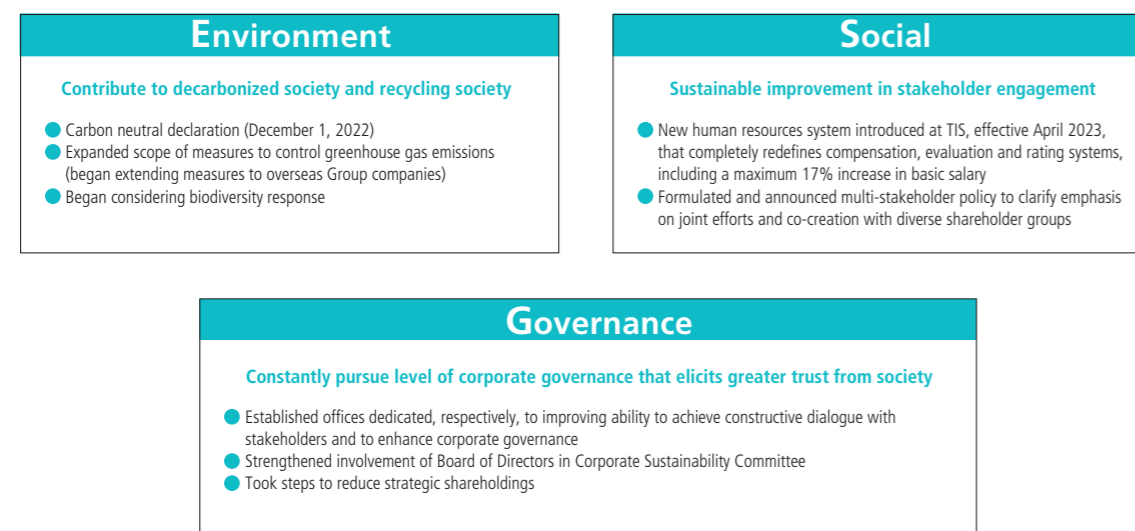 Environment
Contribute to decarbonized society and recycling society
● Carbon neutral declaration (December 1, 2022)
● Expanded scope of measures to control greenhouse gas emissions
(began extending measures to overseas Group companies)
● Began considering biodiversity response
Social
Sustainable improvement in stakeholder engagement
● New human resources system introduced at TIS, effective April 2023,
that completely redefines compensation, evaluation and rating systems,
including a maximum 17% increase in basic salary
● Formulated and announced multi-stakeholder policy to clarify emphasis
on joint efforts and co-creation with diverse shareholder groups
Governance
Constantly pursue level of corporate governance that elicits greater trust from society
● Established offices dedicated, respectively, to improving ability to achieve constructive dialogue with
stakeholders and to enhance corporate governance
● Strengthened involvement of Board of Directors in Corporate Sustainability Committee
● Took steps to reduce strategic shareholdings